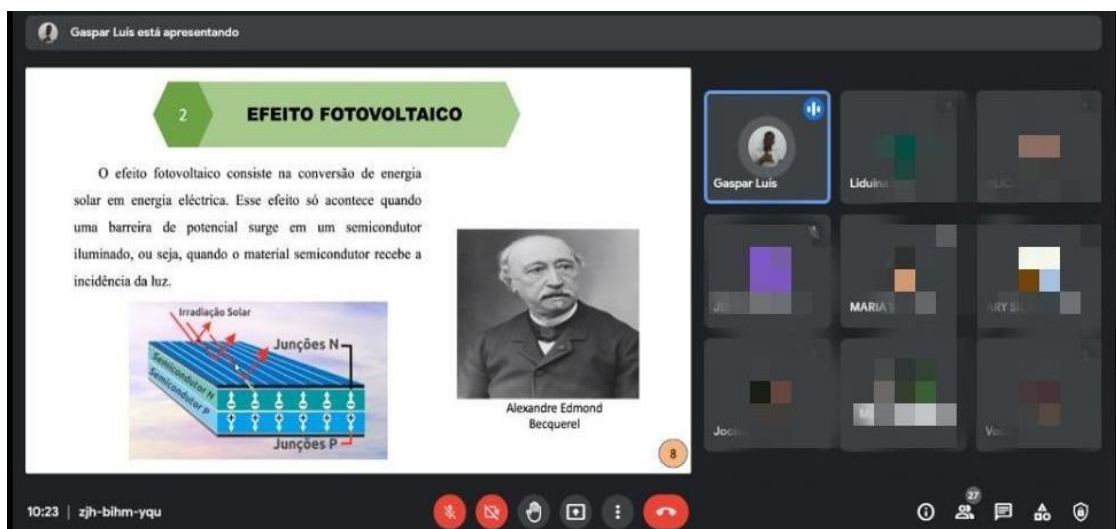 Gaspar Luís está apresentando
2
EFEITO FOTOVOLTAICO
O efeito fotovoltaico consiste na conversão de energia
solar em energia eléctrica. Esse efeito só acontece quando
uma barreira de potencial surge em um semicondutor
iluminado, ou seja, quando o material semicondutor recebe a
incidência da luz.
Irradiação Solar
Junções N
Semicondutor N
Semicondutor P
Junções P
Alexandre Edmond
Becquerel
8
Gaspar Luís
Liduina
MARIA
10:23 | zjh-bihm-yqu
27